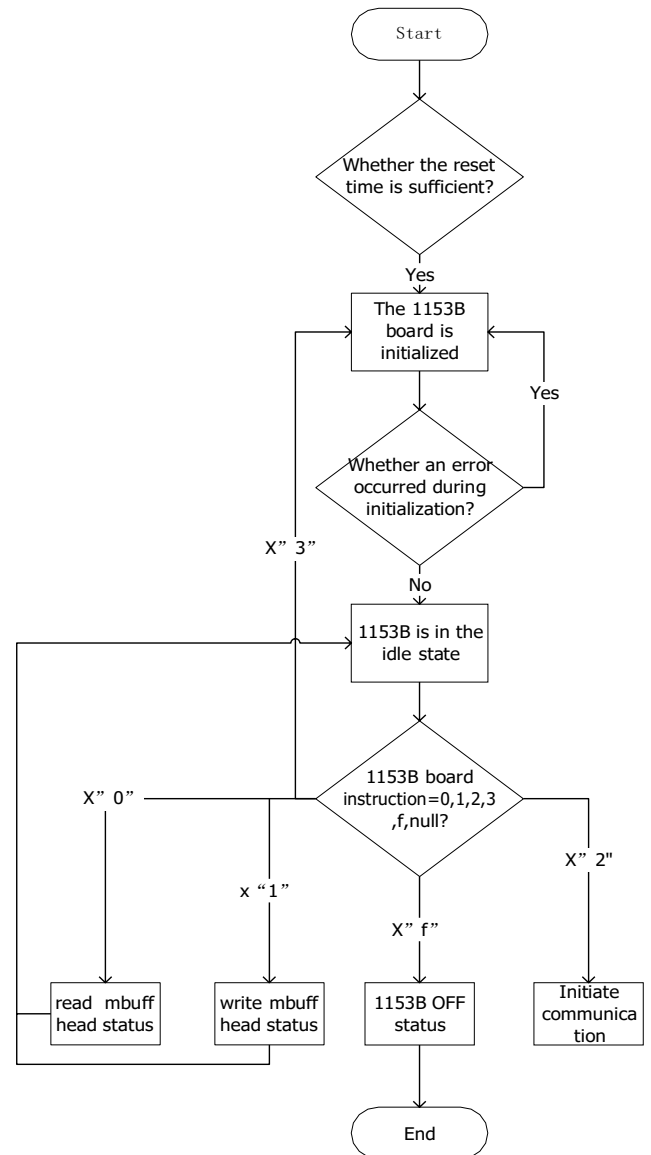 Start
Whether the reset
time is sufficient?
Yes
The 1153B
board is
initialized
Yes
Whether an error
occurred during
initialization?
X” 3”
No
1153B is in the
idle state
1153B board
instruction=0,1,2,3
,f,null?
X” 0”
X” 2"
x “1”
X” f”
read mbuff
head status
write mbuff
head status
1153B OFF
status
Initiate
communica
tion
End